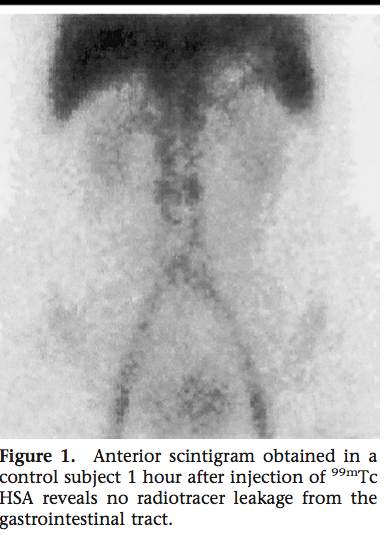 Figure 1. Anterior scintigram obtained in a
control subject 1 hour after injection of ⁹⁹ᵐTc
HSA reveals no radiotracer leakage from the
gastrointestinal tract.